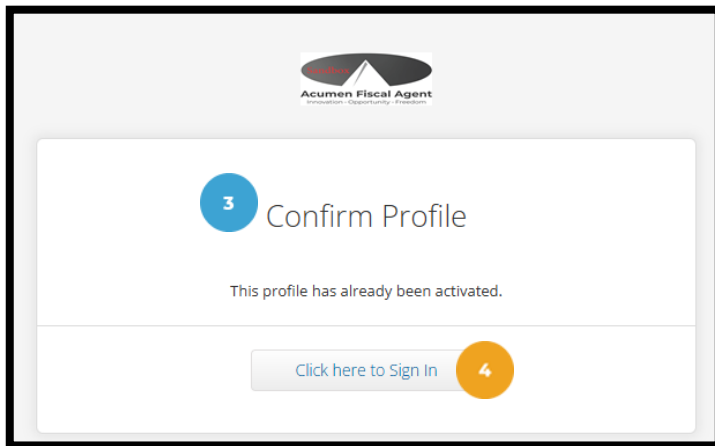 Acumen Fiscal Agent
Innovation - Opportunity - Freedom
3
Confirm Profile
This profile has already been activated.
Click here to Sign In
4